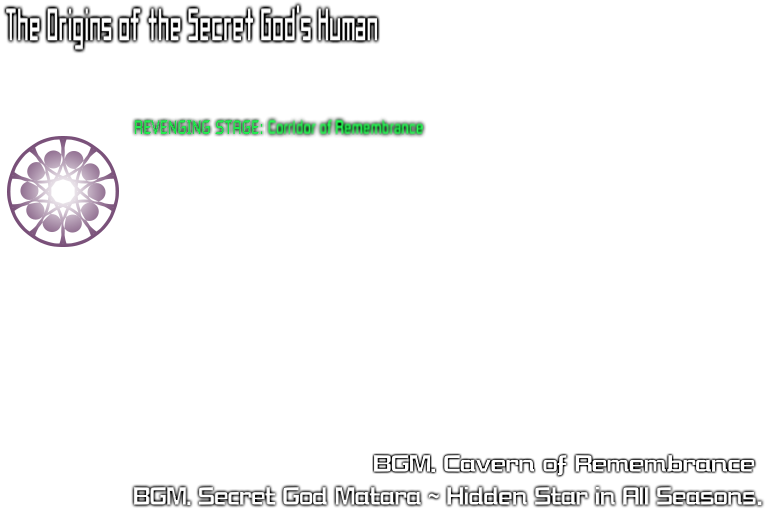 The Origins of the Secret God's Human
REVENGING STAGE: Corridor of Remembrance
BGM. Cavern of Remembrance
BGM. Secret God Matara ~ Hidden Star in All Seasons.